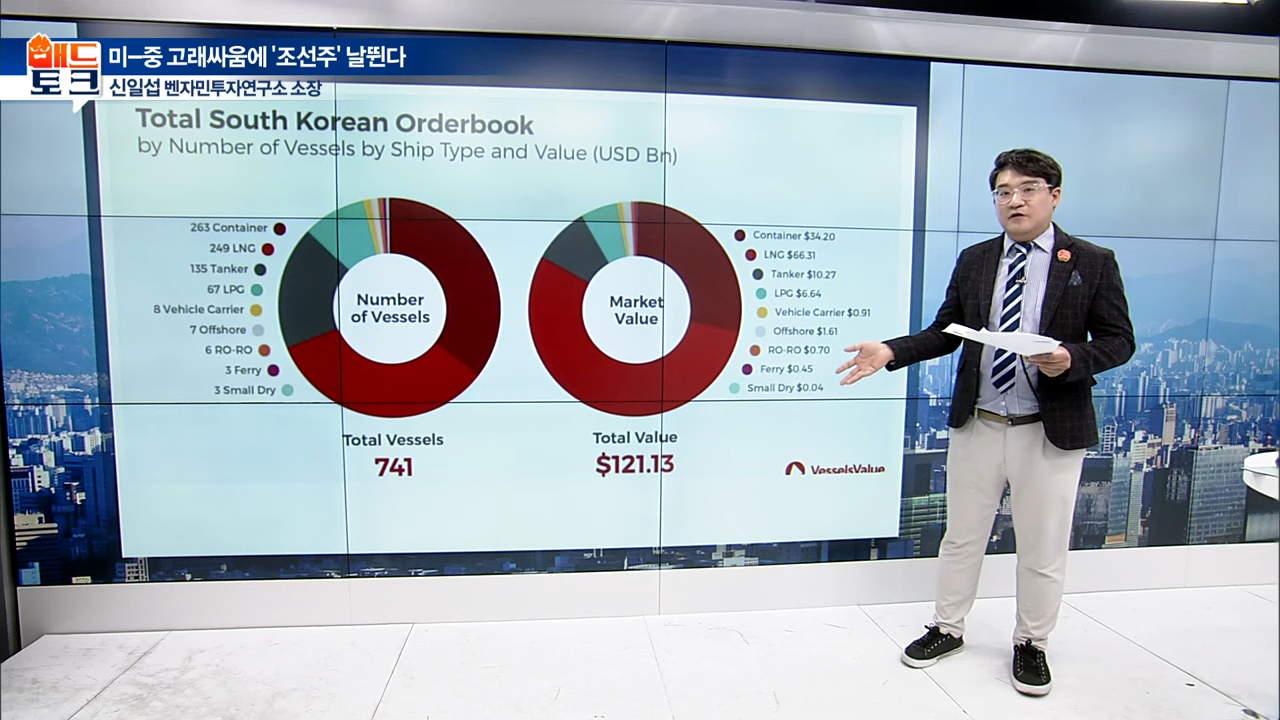 매드
토크
미-중 고래싸움에 '조선주' 날뛴다
신일섭 벤자민투자연구소 소장
Total South Korean Orderbook
by Number of Vessels by Ship Type and Value (USD Bn)
263 Container
249 LNG
135 Tanker
67 LPG
8 Vehicle Carrier
7 Offshore
6 RO-RO
3 Ferry
3 Small Dry
Number
of Vessels
Total Vessels
741
Market
Value
Total Value
$121.13
Container $34.20
LNG $66.31
Tanker $10.27
LPG $6.64
Vehicle Carrier $0.91
Offshore $1.61
RO-RO $0.70
Ferry $0.45
Small Dry $0.04
VesselsValue